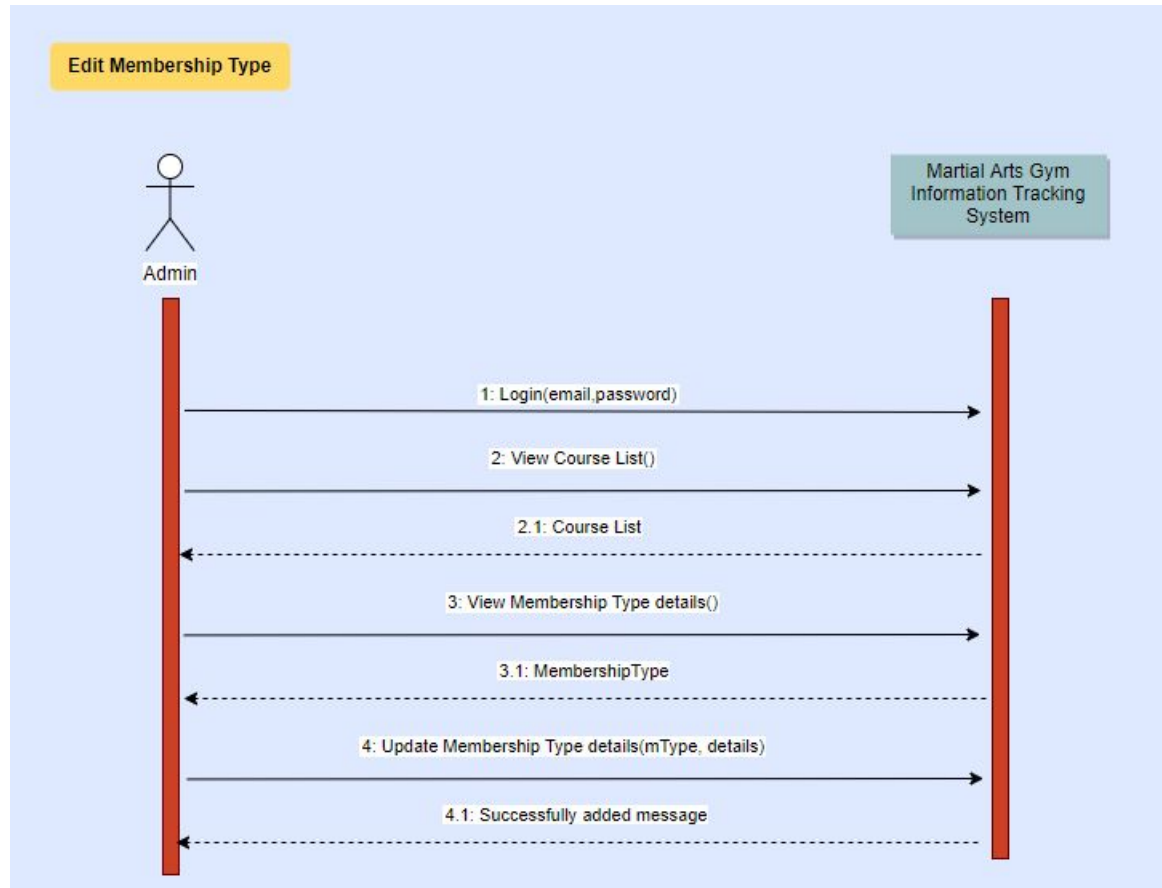 Edit Membership Type
Martial Arts Gym
Information Tracking
System
Admin
1: Login(email,password)
2: View Course List()
2.1: Course List
3: View Membership Type details()
3.1: MembershipType
4: Update Membership Type details(mType, details)
4.1: Successfully added message